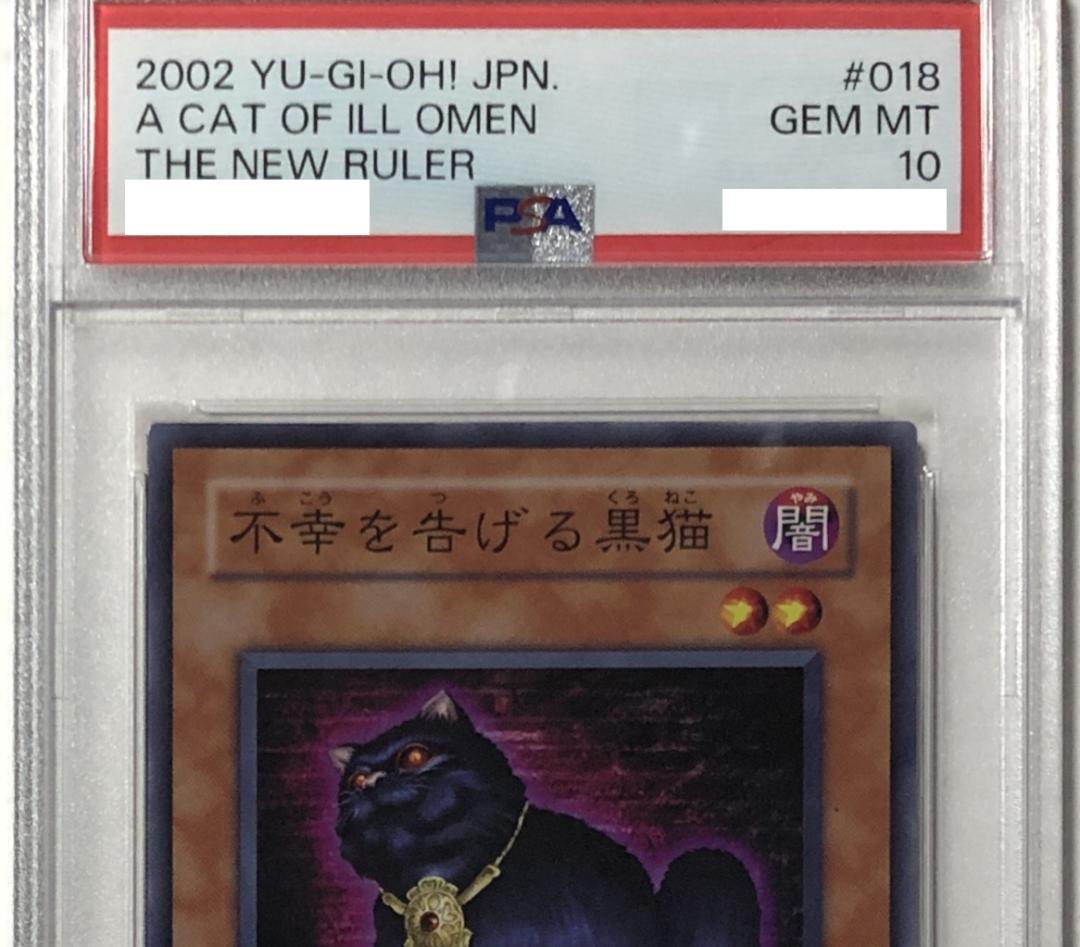 2002 YU-GI-OH! JPN. #018
A CAT OF ILL OMEN GEM MT
THE NEW RULER 10
PSA
ふ こう つ くろ ねこ やみ
不幸を告げる黒猫 闇